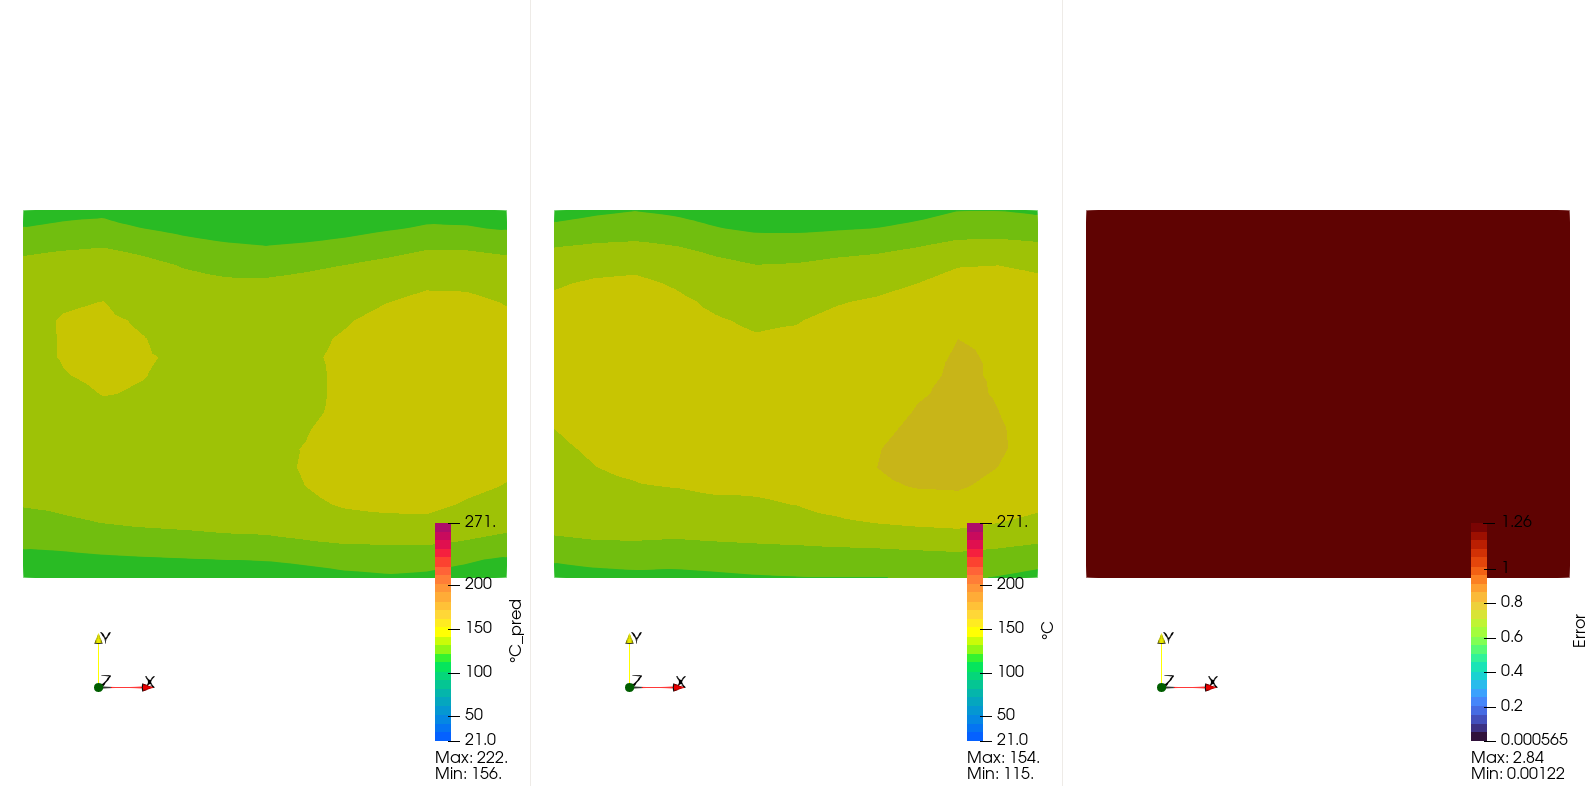 271.
200
150
100
50
21.0
°C_pred
Max: 222.
Min: 156.
Y
Z
X
271.
200
150
100
50
21.0
°C
Max: 154.
Min: 115.
Y
Z
X
1.26
1
0.8
0.6
0.4
0.2
0.000565
Error
Max: 2.84
Min: 0.00122
Y
Z
X